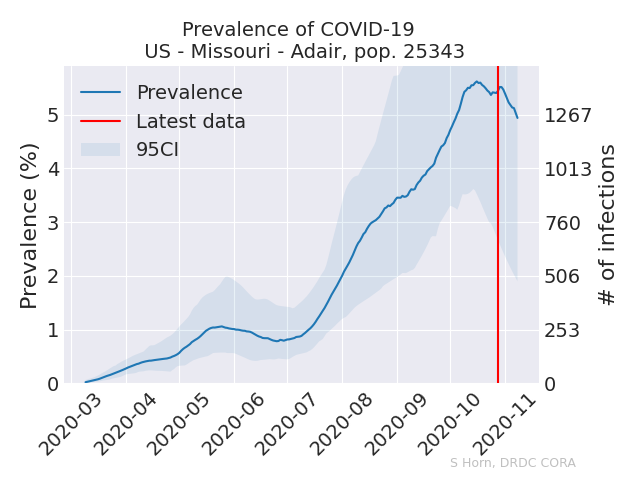 Prevalence of COVID-19
US - Missouri - Adair, pop. 25343
Prevalence
Latest data
95CI
Prevalence (%)
5
4
3
2
1
0
1267
1013
760
506
253
0
# of infections
2020-03
2020-04
2020-05
2020-06
2020-07
2020-08
2020-09
2020-10
2020-11
S Horn, DRDC CORA